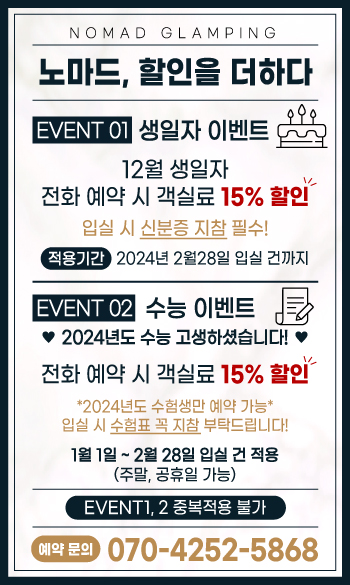 NOMAD GLAMPING
노마드, 할인을 더하다
EVENT 01 생일자 이벤트
12월 생일자
전화 예약 시 객실료 15% 할인
입실 시 신분증 지참 필수!
적용기간 2024년 2월28일 입실 건까지
EVENT 02 수능 이벤트
♥ 2024년도 수능 고생하셨습니다! ♥
전화 예약 시 객실료 15% 할인
*2024년도 수험생만 예약 가능*
입실 시 수험표 꼭 지참 부탁드립니다!
1월 1일 ~ 2월 28일 입실 건 적용
(주말, 공휴일 가능)
EVENT1, 2 중복적용 불가
예약 문의 070-4252-5868